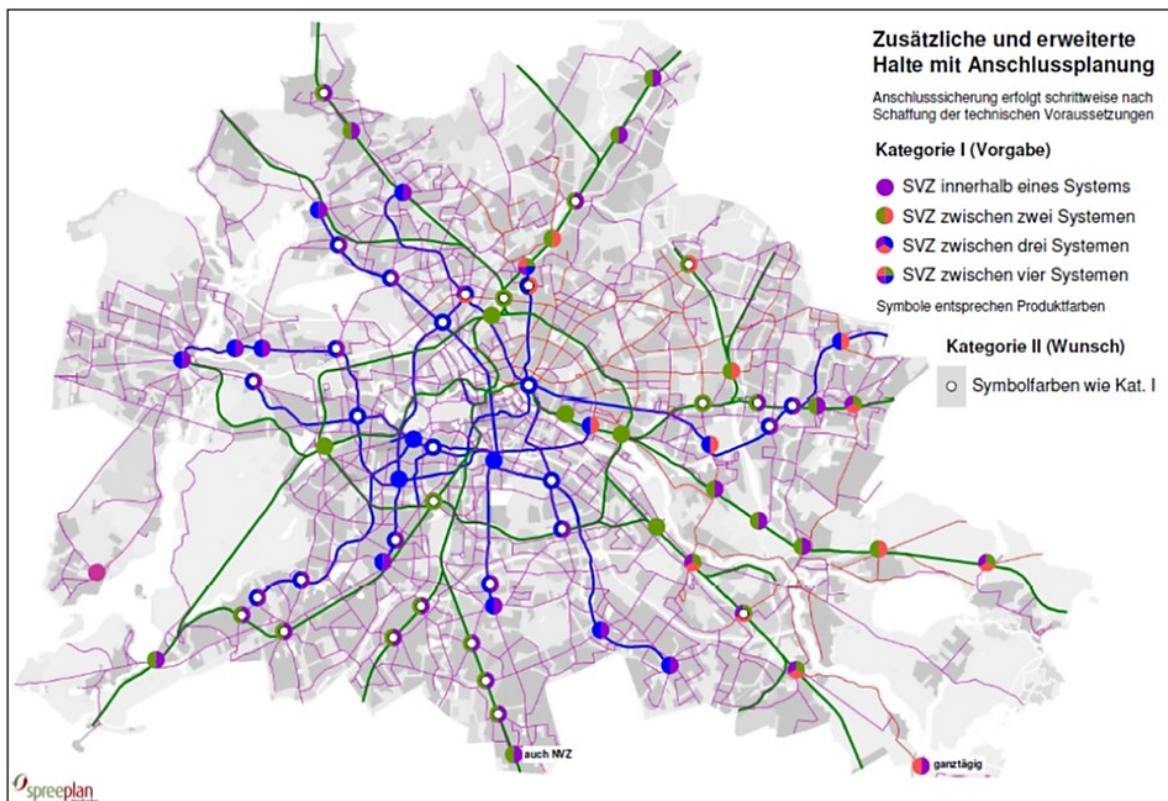 Zusätzliche und erweiterte
Halte mit Anschlussplanung
Anschlusssicherung erfolgt schrittweise nach
Schaffung der technischen Voraussetzungen
Kategorie I (Vorgabe)
SVZ innerhalb eines Systems
SVZ zwischen zwei Systemen
SVZ zwischen drei Systemen
SVZ zwischen vier Systemen
Symbole entsprechen Produktfarben
Kategorie II (Wunsch)
Symbolfarben wie Kat. I
auch NVZ
ganztägig
spreeplan